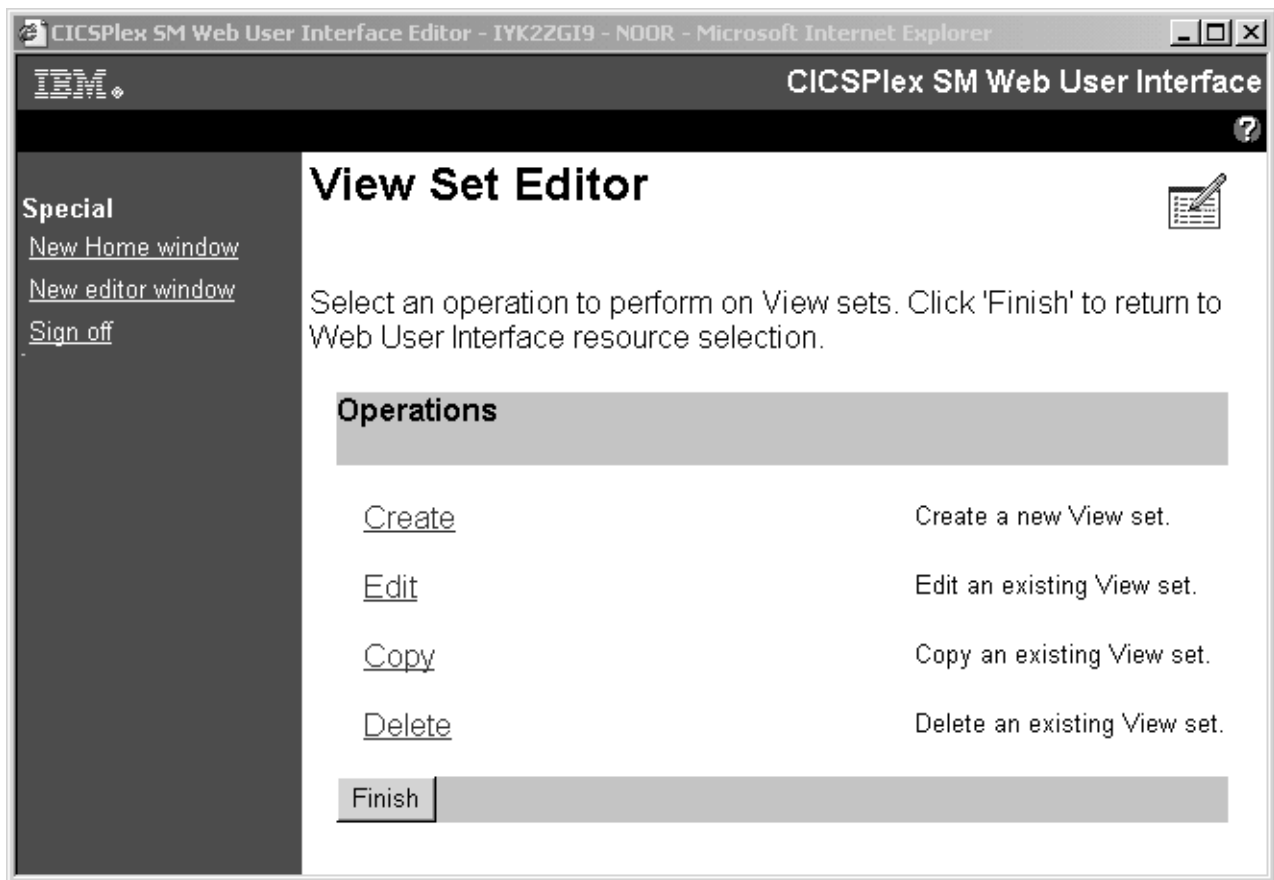 CICSPlex SM Web User Interface Editor - IYK2ZGI9 - NOOR - Microsoft Internet Explorer
IBM.
CICSPlex SM Web User Interface
?
Special
New Home window
New editor window
Sign off
View Set Editor
Select an operation to perform on View sets. Click 'Finish' to return to
Web User Interface resource selection.
Operations
Create Create a new View set.
Edit Edit an existing View set.
Copy Copy an existing View set.
Delete Delete an existing View set.
Finish